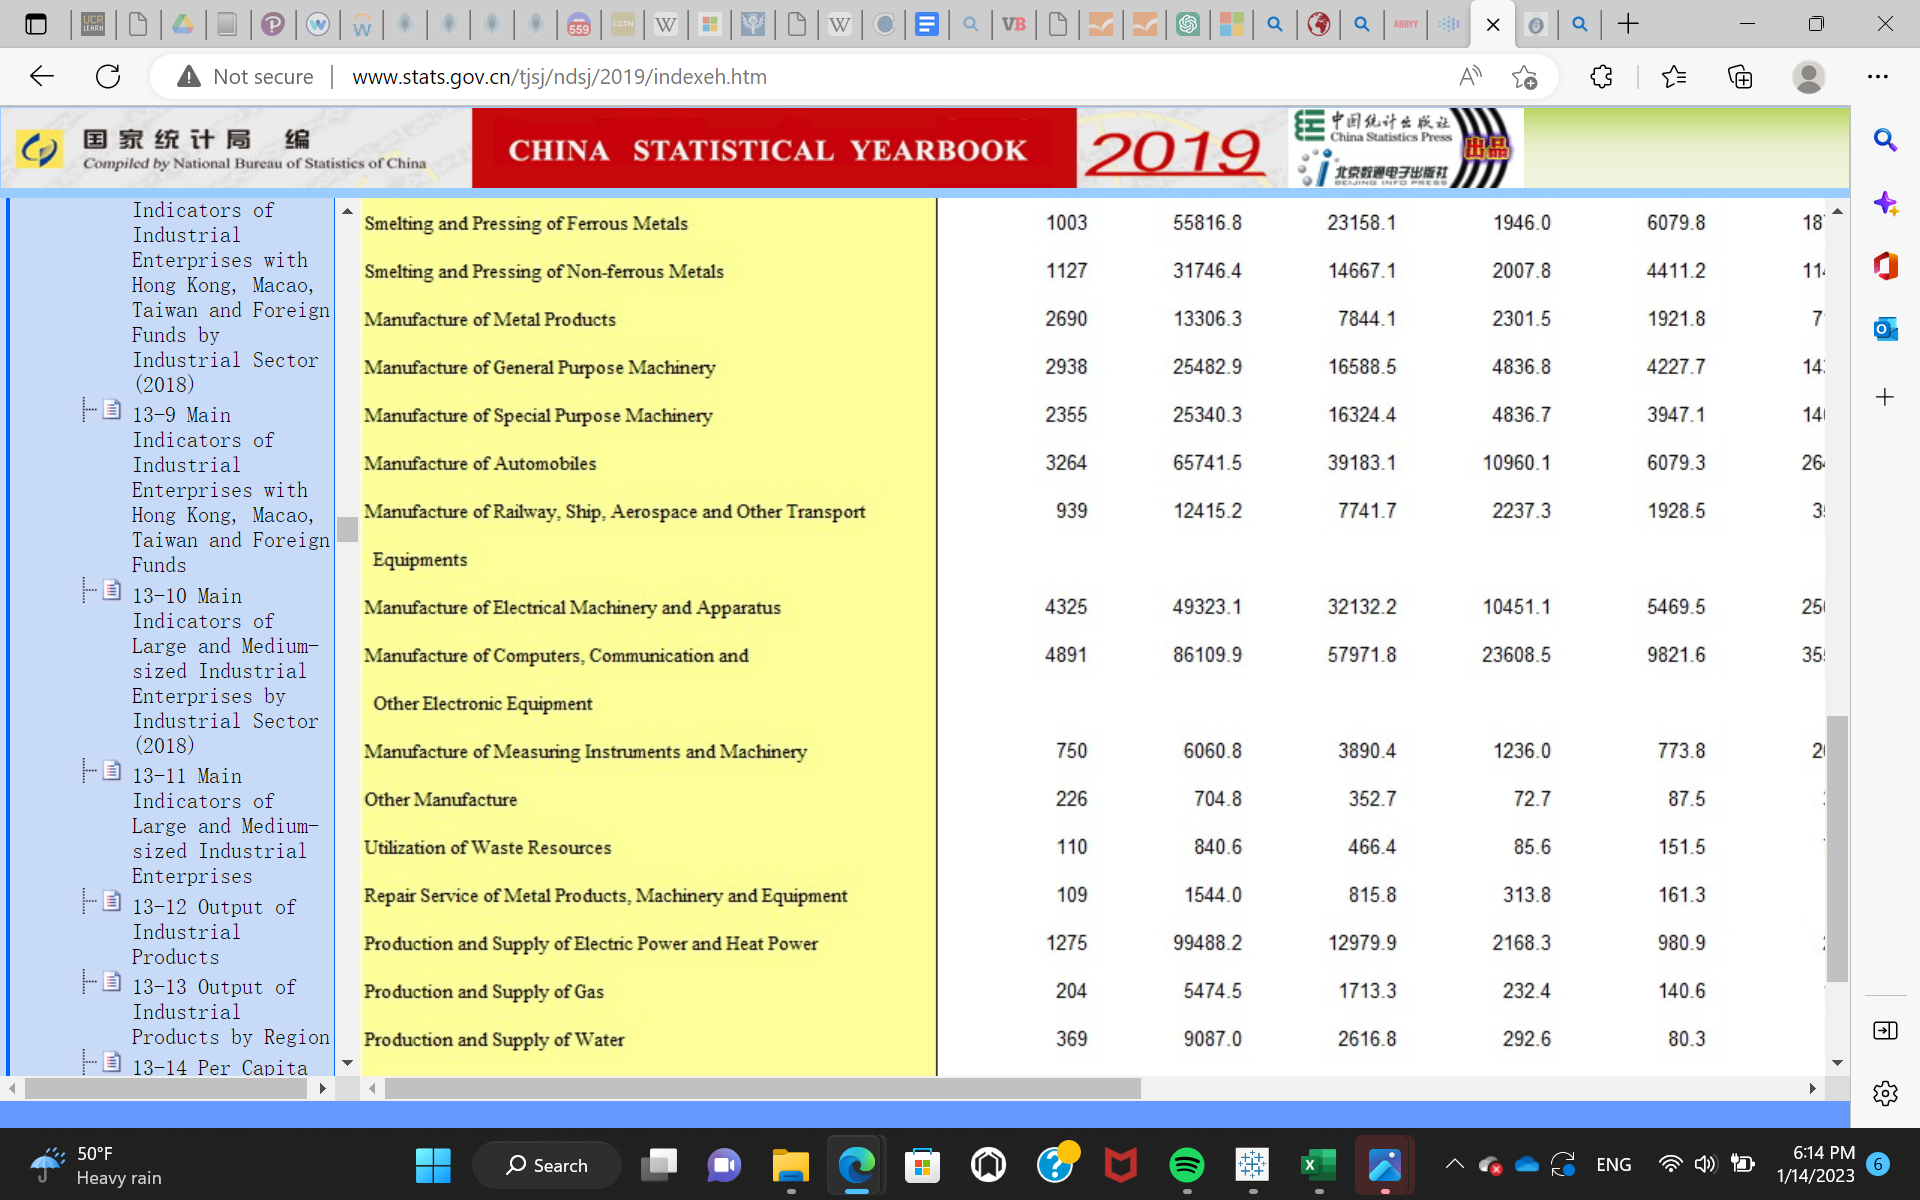 UCR
LEARN
559
CGTN
W
W
VB
ABBYY
Not secure
www.stats.gov.cn/tjsj/ndsj/2019/indexeh.htm
国家统计局 编
Compiled by National Bureau of Statistics of China
CHINA STATISTICAL YEARBOOK
2019
中国统计出版社
China Statistics Press
北京数通电子出版社
BEIJING INFO PRESS
出品
Indicators of
Industrial
Enterprises with
Hong Kong, Macao,
Taiwan and Foreign
Funds by
Industrial Sector
(2018)
13-9 Main
Indicators of
Industrial
Enterprises with
Hong Kong, Macao,
Taiwan and Foreign
Funds
13-10 Main
Indicators of
Large and Medium-
sized Industrial
Enterprises by
Industrial Sector
(2018)
13-11 Main
Indicators of
Large and Medium-
sized Industrial
Enterprises
13-12 Output of
Industrial
Products
13-13 Output of
Industrial
Products by Region
13-14 Per Capita
Smelting and Pressing of Ferrous Metals 1003 55816.8 23158.1 1946.0 6079.8 18
Smelting and Pressing of Non-ferrous Metals 1127 31746.4 14667.1 2007.8 4411.2 11
Manufacture of Metal Products 2690 13306.3 7844.1 2301.5 1921.8 7
Manufacture of General Purpose Machinery 2938 25482.9 16588.5 4836.8 4227.7 14
Manufacture of Special Purpose Machinery 2355 25340.3 16324.4 4836.7 3947.1 14
Manufacture of Automobiles 3264 65741.5 39183.1 10960.1 6079.3 26
Manufacture of Railway, Ship, Aerospace and Other Transport 939 12415.2 7741.7 2237.3 1928.5 3
Equipments
Manufacture of Electrical Machinery and Apparatus 4325 49323.1 32132.2 10451.1 5469.5 25
Manufacture of Computers, Communication and 4891 86109.9 57971.8 23608.5 9821.6 35
Other Electronic Equipment
Manufacture of Measuring Instruments and Machinery 750 6060.8 3890.4 1236.0 773.8 2
Other Manufacture 226 704.8 352.7 72.7 87.5
Utilization of Waste Resources 110 840.6 466.4 85.6 151.5
Repair Service of Metal Products, Machinery and Equipment 109 1544.0 815.8 313.8 161.3
Production and Supply of Electric Power and Heat Power 1275 99488.2 12979.9 2168.3 980.9
Production and Supply of Gas 204 5474.5 1713.3 232.4 140.6
Production and Supply of Water 369 9087.0 2616.8 292.6 80.3
50°F
Heavy rain
Search
ENG
6:14 PM
1/14/2023
6